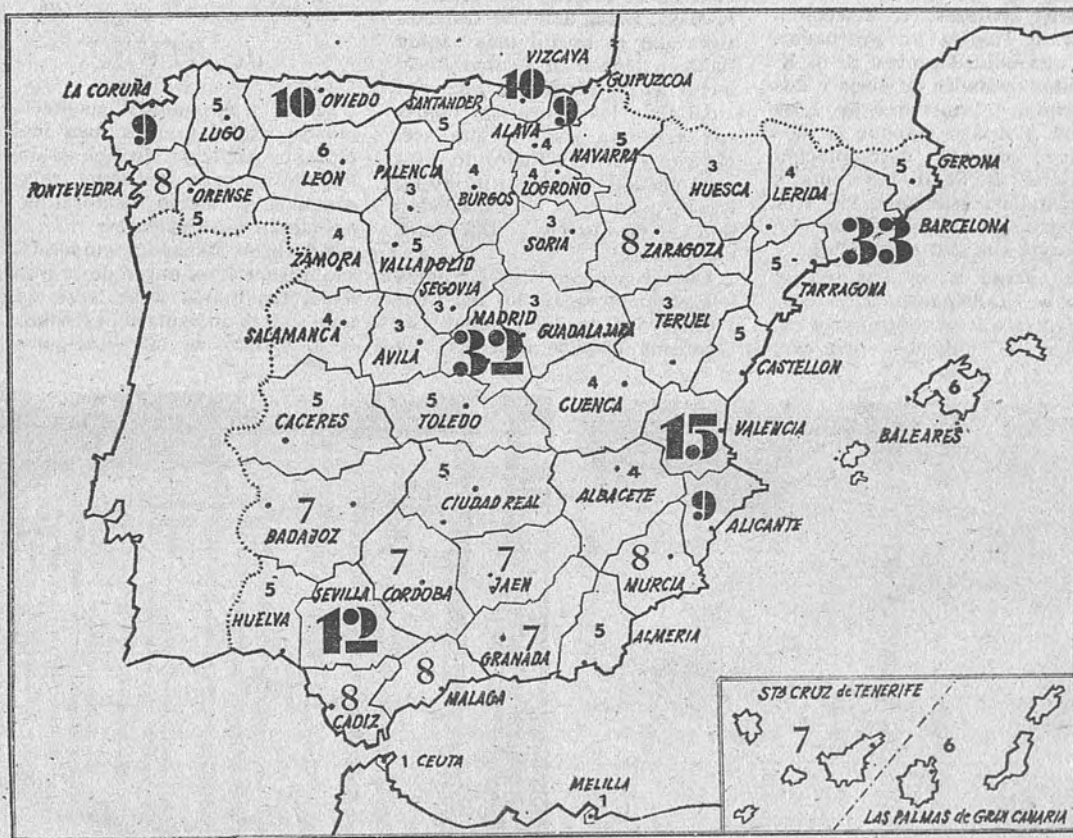 VIZCAYA
10
GUIPUZCOA
9
LA CORUÑA
9
5
LUGO
10 OVIEDO
SANTANDER
5
ALAVA
4
NAVARRA
5
PONTEVEDRA
8
ORENSE
5
6
LEON
PALENCIA
3
4
BURGOS
4
LOGROÑO
3
HUESCA
4
LERIDA
5
GERONA
33 BARCELONA
4
ZAMORA
5
VALLADOLID
3
SORIA
8 ZARAGOZA
5
TARRAGONA
SEGOVIA
3
MADRID
32
3
GUADALAJARA
3
TERUEL
5
CASTELLON
4
SALAMANCA
3
AVILA
5
CACERES
5
TOLEDO
4
CUENCA
15 VALENCIA
6
BALEARES
7
BADAJOZ
5
CIUDAD REAL
4
ALBACETE
9
ALICANTE
5
HUELVA
SEVILLA
12
7
CORDOBA
7
JAEN
8
MURCIA
7
GRANADA
5
ALMERIA
8
CADIZ
8
MALAGA
1 CEUTA
MELILLA
1
STA CRUZ de TENERIFE
7
6
LAS PALMAS de GRAN CANARIA